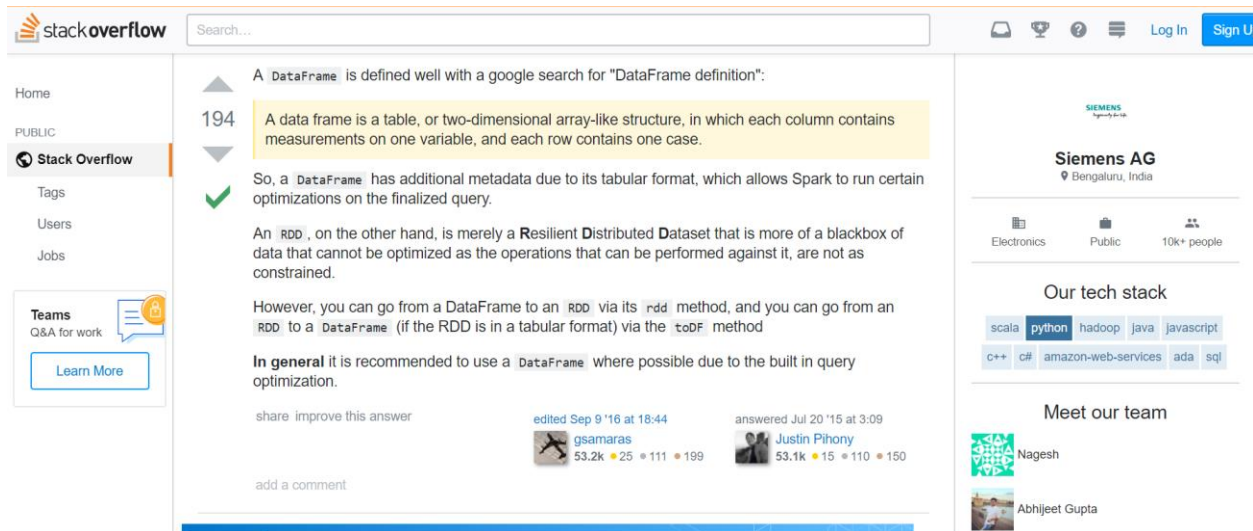 stackoverflow
Search...
Log In
Sign U
Home
PUBLIC
Stack Overflow
Tags
Users
Jobs
Teams
Q&A for work
Learn More
194
A DataFrame is defined well with a google search for "DataFrame definition":
A data frame is a table, or two-dimensional array-like structure, in which each column contains
measurements on one variable, and each row contains one case.
So, a DataFrame has additional metadata due to its tabular format, which allows Spark to run certain
optimizations on the finalized query.
An RDD, on the other hand, is merely a Resilient Distributed Dataset that is more of a blackbox of
data that cannot be optimized as the operations that can be performed against it, are not as
constrained.
However, you can go from a DataFrame to an RDD via its rdd method, and you can go from an
RDD to a DataFrame (if the RDD is in a tabular format) via the toDF method
In general it is recommended to use a DataFrame where possible due to the built in query
optimization.
share improve this answer
edited Sep 9 '16 at 18:44
gsamaras
53.2k 25 111 199
answered Jul 20 '15 at 3:09
Justin Pihony
53.1k 15 110 150
add a comment
SIEMENS
Ingenuity for life
Siemens AG
Bengaluru, India
Electronics
Public
10k+ people
Our tech stack
scala python hadoop java javascript
c++ c# amazon-web-services ada sql
Meet our team
Nagesh
Abhijeet Gupta